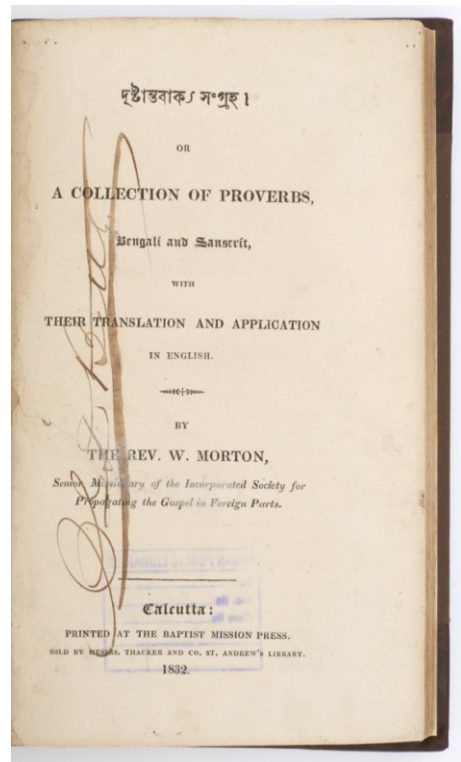 দৃষ্টান্তবাক্য সংগ্রহ।
OR
A COLLECTION OF PROVERBS,
Bengali and Sanscrit,
WITH
THEIR TRANSLATION AND APPLICATION
IN ENGLISH.
BY
THE REV. W. MORTON,
Senior Missionary of the Incorporated Society for
Propagating the Gospel in Foreign Parts.
Calcutta:
PRINTED AT THE BAPTIST MISSION PRESS.
SOLD BY MESSRS. THACKER AND CO. ST. ANDREW'S LIBRARY.
1832.